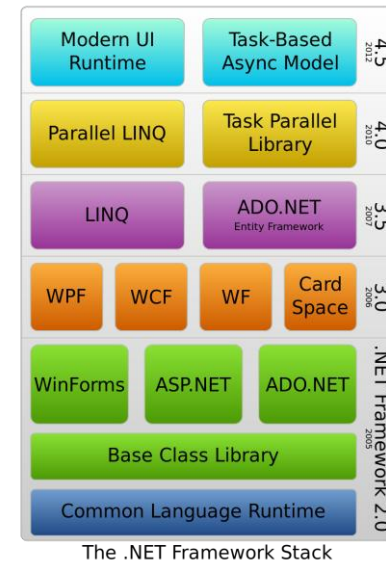 Modern UI
Runtime
Task-Based
Async Model
4.5
2012
Parallel LINQ
Task Parallel
Library
4.0
2010
LINQ
ADO.NET
Entity Framework
3.5
2007
WPF
WCF
WF
Card
Space
3.0
2006
WinForms
ASP.NET
ADO.NET
Base Class Library
Common Language Runtime
.NET Framework 2.0
2005
The .NET Framework Stack